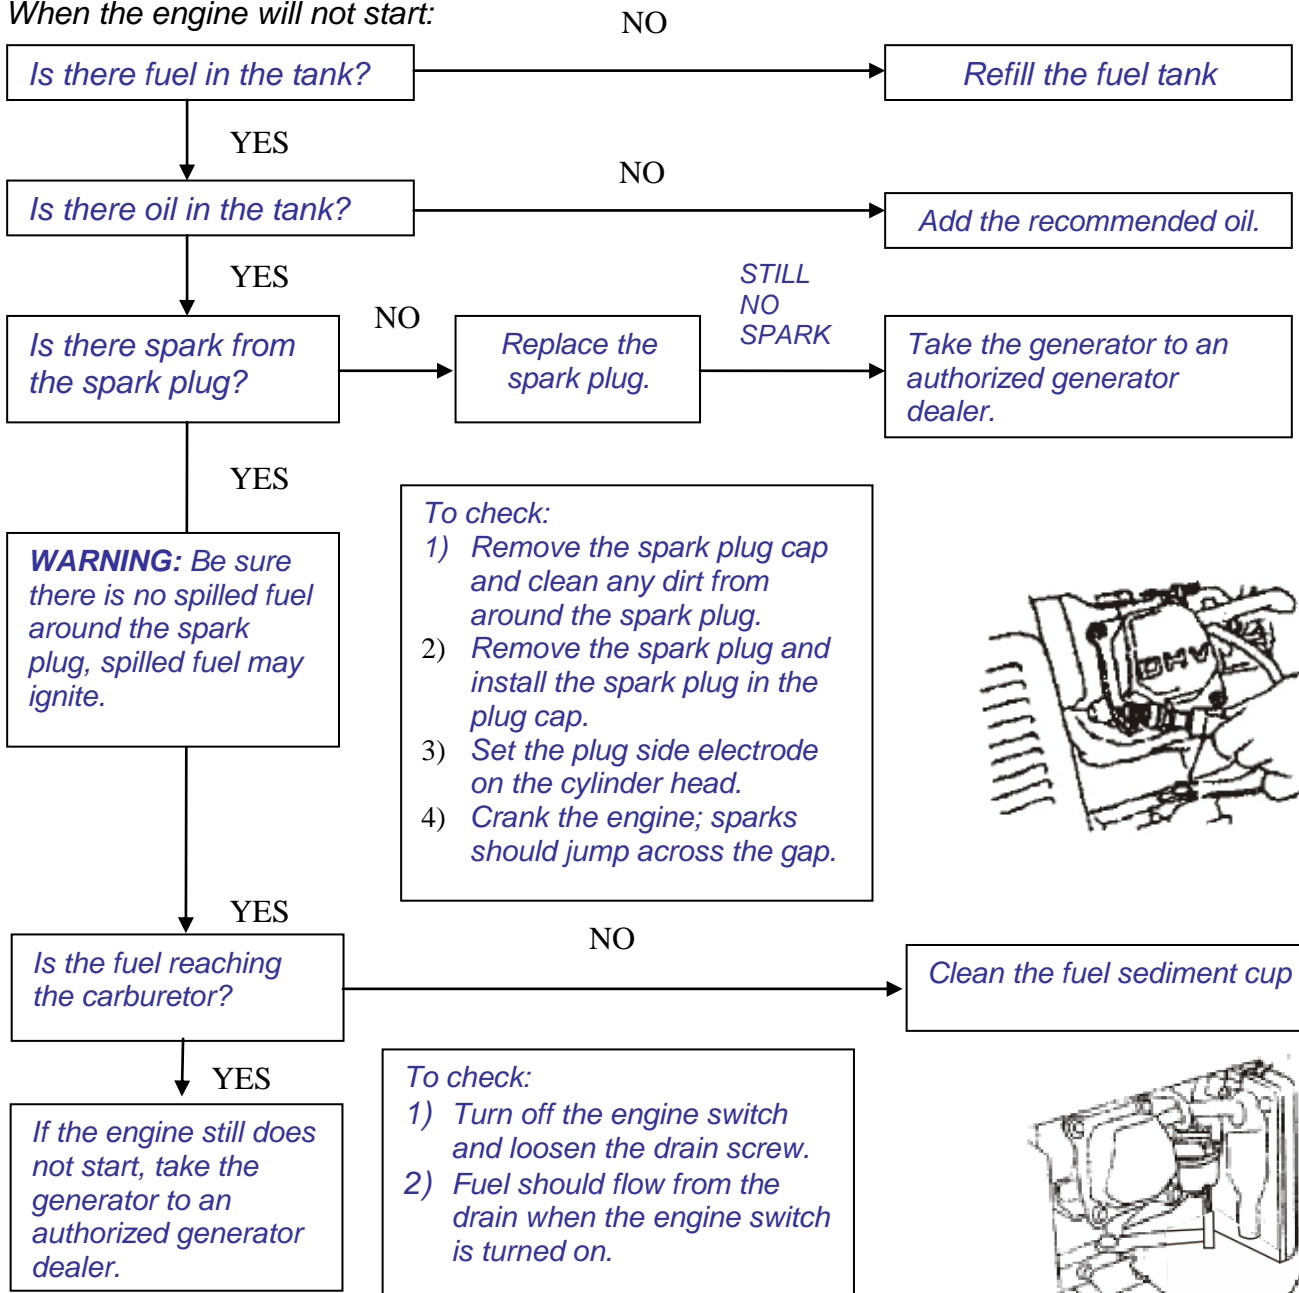 When the engine will not start:
NO
Is there fuel in the tank?
Refill the fuel tank
YES
NO
Is there oil in the tank?
Add the recommended oil.
YES
NO
STILL
NO
SPARK
Is there spark from
the spark plug?
Replace the
spark plug.
Take the generator to an
authorized generator
dealer.
YES
WARNING: Be sure
there is no spilled fuel
around the spark
plug, spilled fuel may
ignite.
To check:
1) Remove the spark plug cap
and clean any dirt from
around the spark plug.
2) Remove the spark plug and
install the spark plug in the
plug cap.
3) Set the plug side electrode
on the cylinder head.
4) Crank the engine; sparks
should jump across the gap.
OHV
YES
NO
Is the fuel reaching
the carburetor?
Clean the fuel sediment cup
YES
If the engine still does
not start, take the
generator to an
authorized generator
dealer.
To check:
1) Turn off the engine switch
and loosen the drain screw.
2) Fuel should flow from the
drain when the engine switch
is turned on.